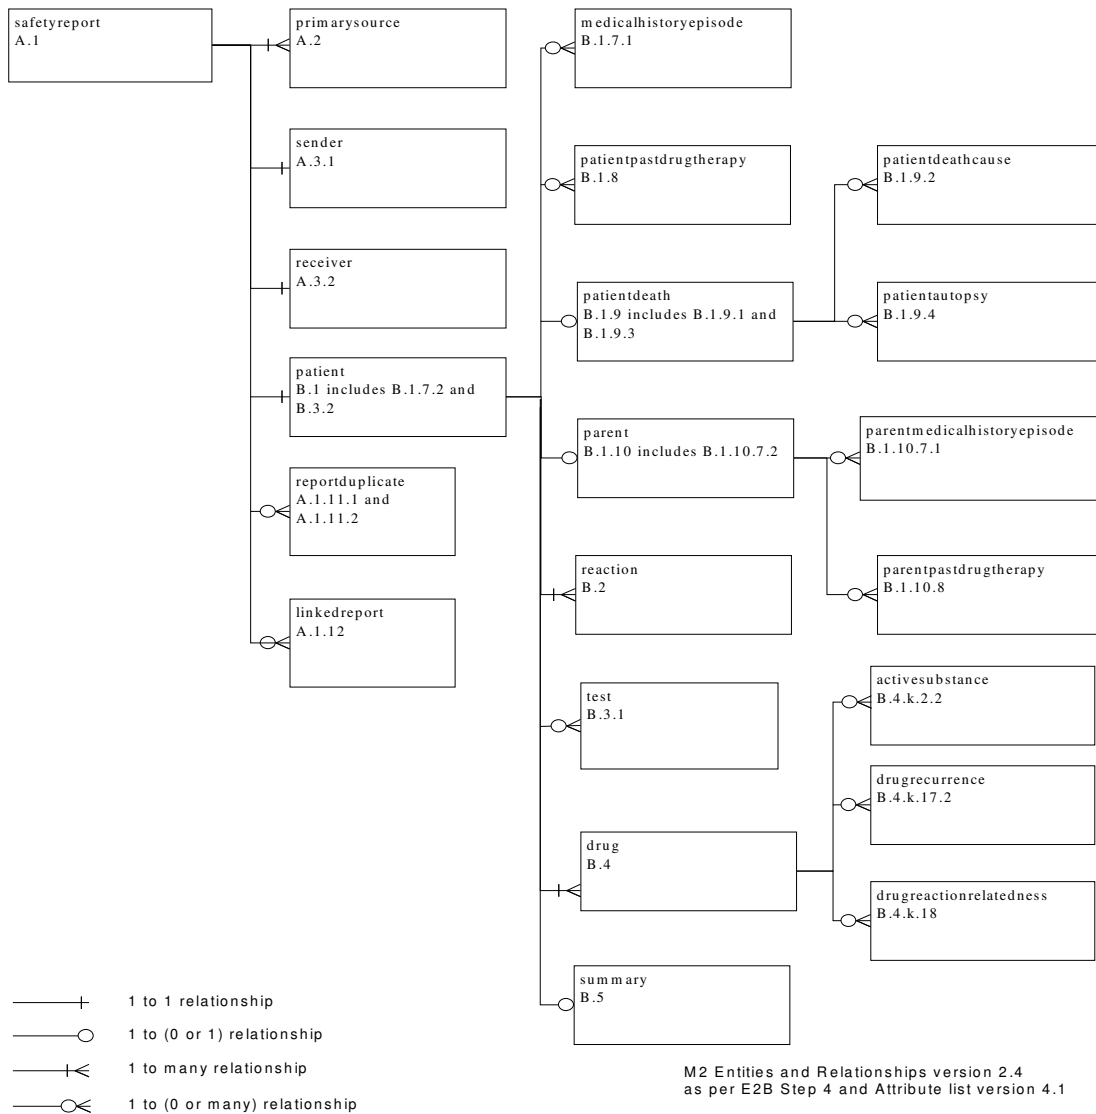 safetyreport
A.1
primarysource
A.2
sender
A.3.1
receiver
A.3.2
patient
B.1 includes B.1.7.2 and
B.3.2
reportduplicate
A.1.11.1 and
A.1.11.2
linkedreport
A.1.12
medicalhistoryepisode
B.1.7.1
patientpastdrugtherapy
B.1.8
patientdeath
B.1.9 includes B.1.9.1 and
B.1.9.3
parent
B.1.10 includes B.1.10.7.2
reaction
B.2
test
B.3.1
drug
B.4
summary
B.5
patientdeathcause
B.1.9.2
patientautopsy
B.1.9.4
parentmedicalhistoryepisode
B.1.10.7.1
parentpastdrugtherapy
B.1.10.8
activesubstance
B.4.k.2.2
drugrecurrence
B.4.k.17.2
drugreactionrelatedness
B.4.k.18
1 to 1 relationship
1 to (0 or 1) relationship
1 to many relationship
1 to (0 or many) relationship
M2 Entities and Relationships version 2.4
as per E2B Step 4 and Attribute list version 4.1